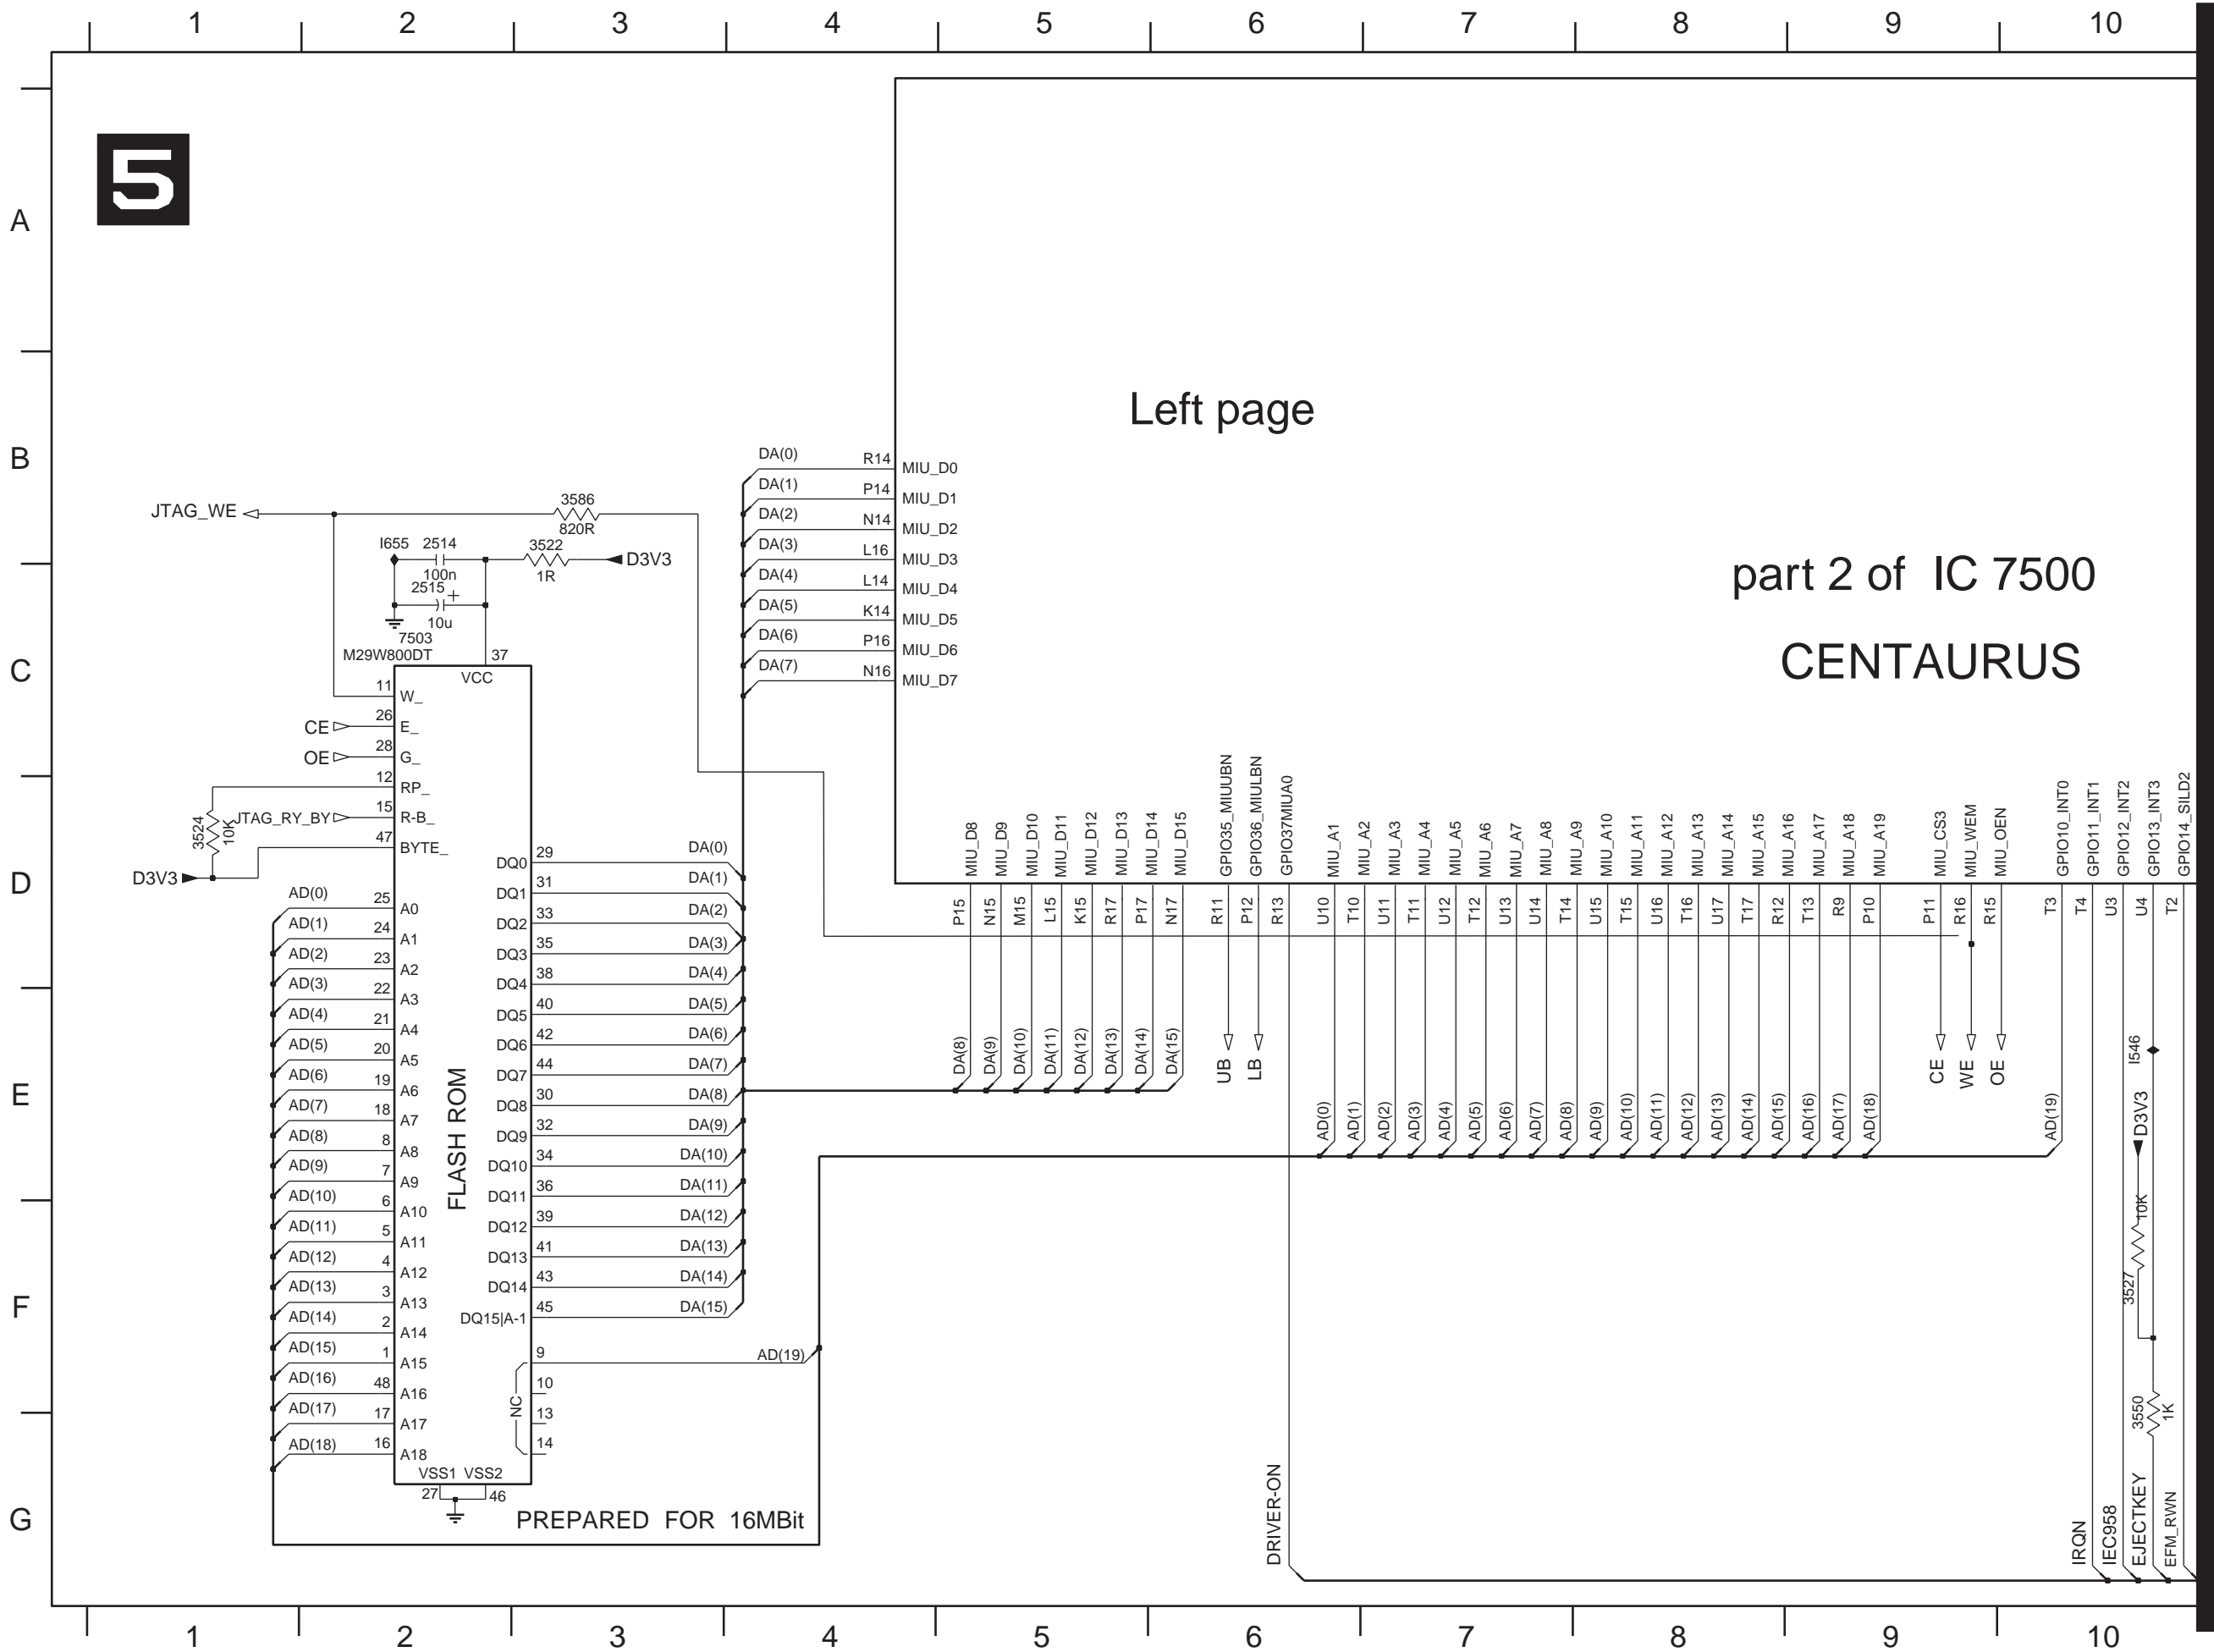 1 2 3 4 5 6 7 8 9 10
5
A
Left page
B
DA(0) R14 MIU_D0
DA(1) P14 MIU_D1
JTAG_WE 3586 820R
DA(2) N14 MIU_D2
I655 2514 100n 3522 1R D3V3
DA(3) L16 MIU_D3
part 2 of IC 7500
DA(4) L14 MIU_D4
2515 + 10u
DA(5) K14 MIU_D5
7503
DA(6) P16 MIU_D6
M29W800DT 37 VCC
CENTAURUS
C
DA(7) N16 MIU_D7
11 W_
CE 26 E_
OE 28 G_
12 RP_
JTAG_RY_BY 15 R-B_
3524 10K
47 BYTE_
D3V3
D
MIU_D8 P15 DA(8)
MIU_D9 N15 DA(9)
MIU_D10 M15 DA(10)
MIU_D11 L15 DA(11)
MIU_D12 K15 DA(12)
MIU_D13 R17 DA(13)
MIU_D14 P17 DA(14)
MIU_D15 N17 DA(15)
GPIO35_MIUUBN R11 UB
GPIO36_MIULBN P12 LB
GPIO37MIUA0 R13 DRIVER-ON
MIU_A1 U10 AD(0)
MIU_A2 T10 AD(1)
MIU_A3 U11 AD(2)
MIU_A4 T11 AD(3)
MIU_A5 U12 AD(4)
MIU_A6 T12 AD(5)
MIU_A7 U13 AD(6)
MIU_A8 U14 AD(7)
MIU_A9 T14 AD(8)
MIU_A10 U15 AD(9)
MIU_A11 T15 AD(10)
MIU_A12 U16 AD(11)
MIU_A13 T16 AD(12)
MIU_A14 U17 AD(13)
MIU_A15 T17 AD(14)
MIU_A16 R12 AD(15)
MIU_A17 T13 AD(16)
MIU_A18 R9 AD(17)
MIU_A19 P10 AD(18)
MIU_CS3 P11 CE
MIU_WEM R16 WE
MIU_OEN R15 OE
GPIO10_INT0 T3 AD(19)
GPIO11_INT1 T4 IRQN
GPIO12_INT2 U3 IEC958
GPIO13_INT3 U4 EJECTKEY
GPIO14_SILD2 T2 EFM_RWN
I546
D3V3
10K 3527
3550 1K
AD(0) 25 A0
AD(1) 24 A1
AD(2) 23 A2
AD(3) 22 A3
AD(4) 21 A4
AD(5) 20 A5
AD(6) 19 A6
AD(7) 18 A7
AD(8) 8 A8
AD(9) 7 A9
AD(10) 6 A10
AD(11) 5 A11
AD(12) 4 A12
AD(13) 3 A13
AD(14) 2 A14
AD(15) 1 A15
AD(16) 48 A16
AD(17) 17 A17
AD(18) 16 A18
FLASH ROM
DQ0 29 DA(0)
DQ1 31 DA(1)
DQ2 33 DA(2)
DQ3 35 DA(3)
DQ4 38 DA(4)
DQ5 40 DA(5)
DQ6 42 DA(6)
DQ7 44 DA(7)
DQ8 30 DA(8)
DQ9 32 DA(9)
DQ10 34 DA(10)
DQ11 36 DA(11)
DQ12 39 DA(12)
DQ13 41 DA(13)
DQ14 43 DA(14)
DQ15|A-1 45 DA(15)
9 AD(19)
NC
10
13
14
E
F
VSS1 VSS2
27 46
G
PREPARED FOR 16MBit
1 2 3 4 5 6 7 8 9 10